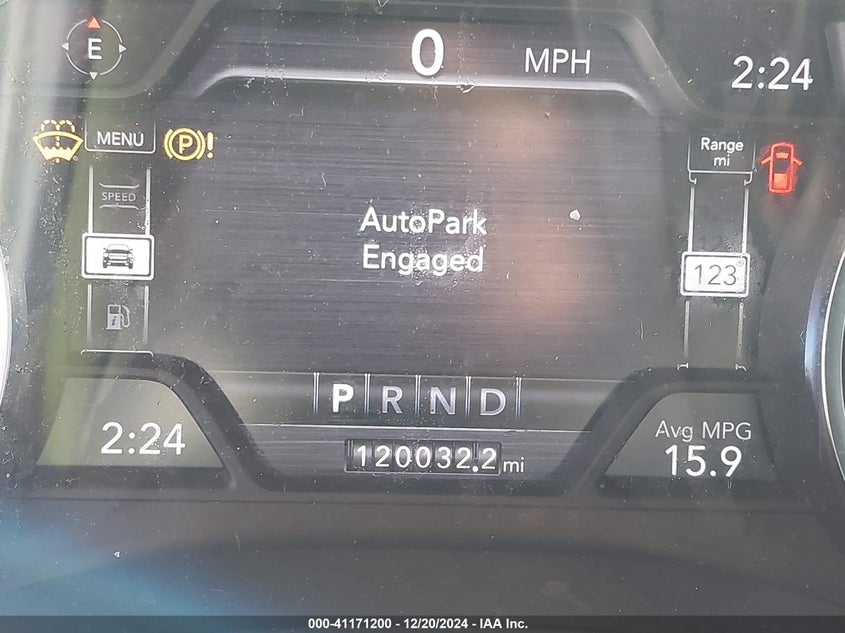 E
0 MPH
2:24
MENU
P
!
Range
mi
SPEED
AutoPark
Engaged
123
i
P R N D
2:24
120032.2 mi
Avg MPG
15.9
000-41171200 - 12/20/2024 - IAA Inc.